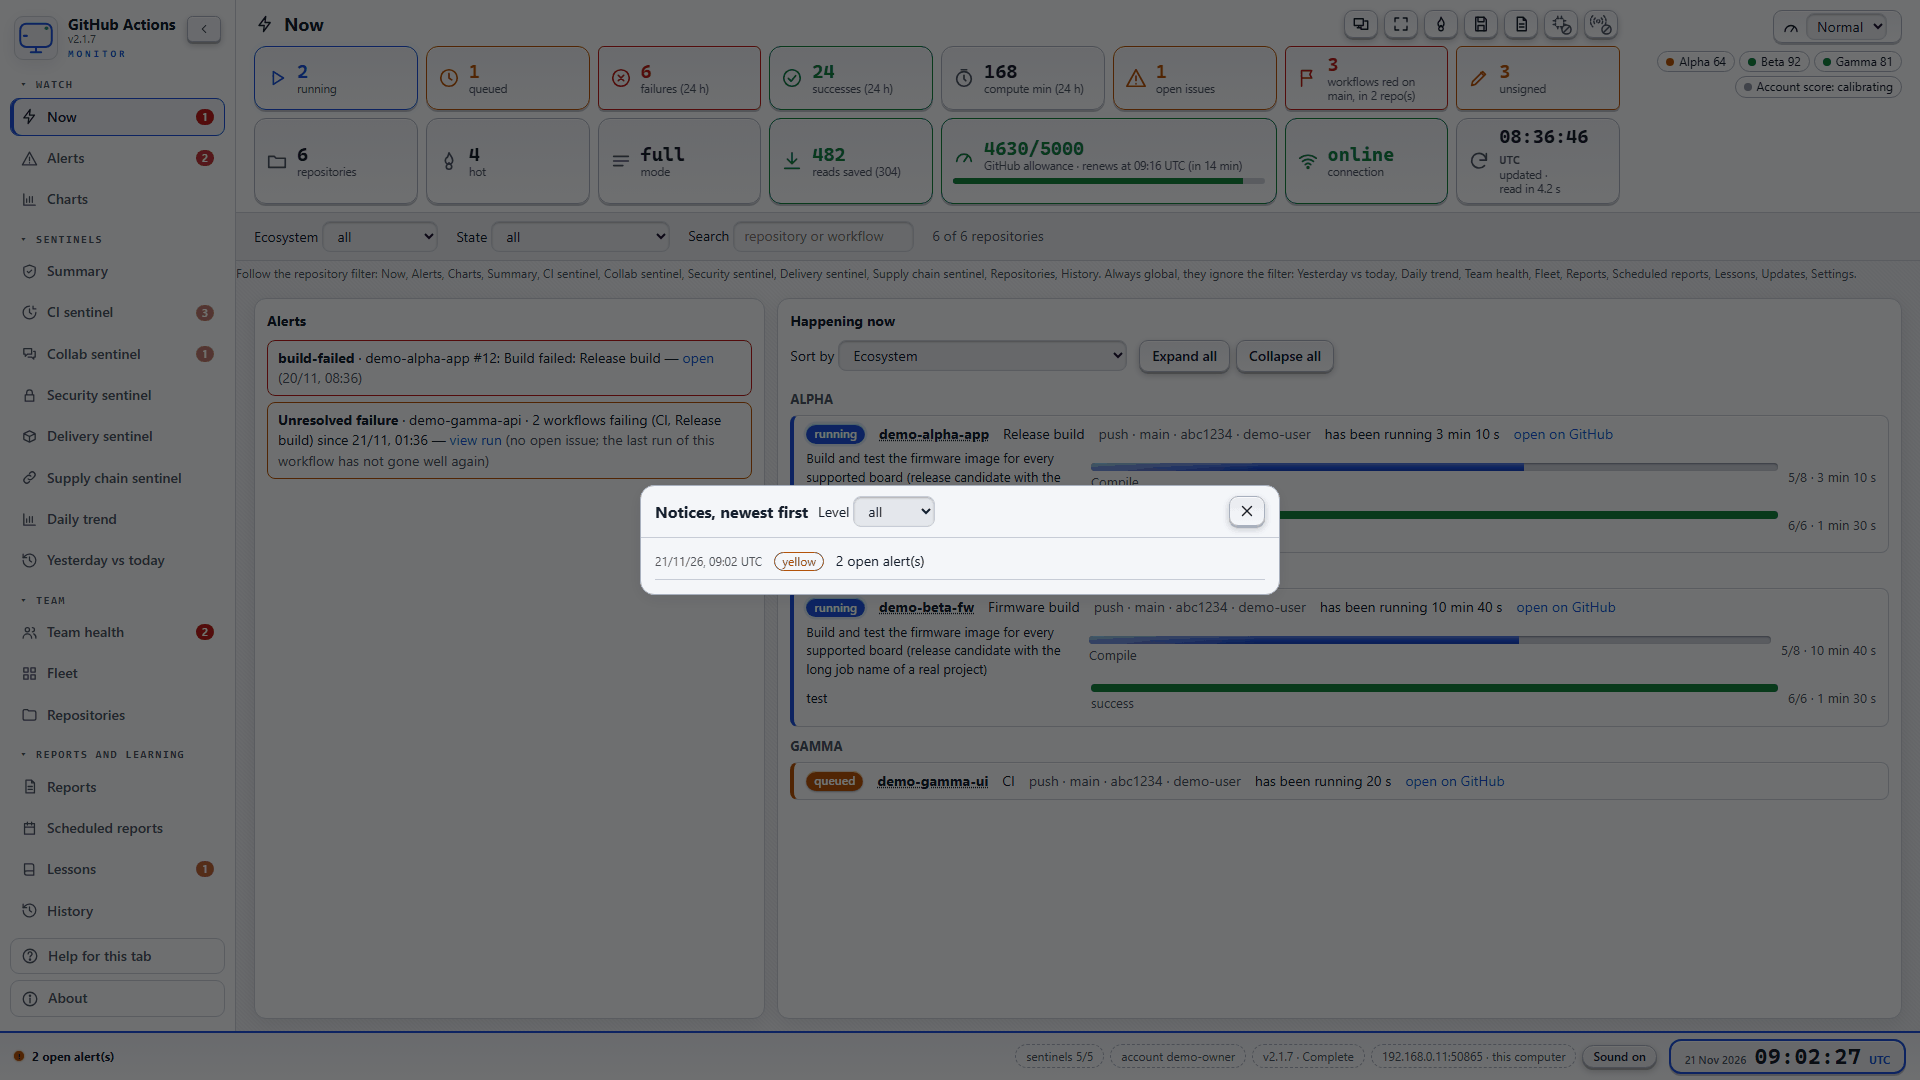 GitHub Actions
v2.1.7
MONITOR
WATCH
Now 1
Alerts 2
Charts
SENTINELS
Summary
CI sentinel 3
Collab sentinel 1
Security sentinel
Delivery sentinel
Supply chain sentinel
Daily trend
Yesterday vs today
TEAM
Team health 2
Fleet
Repositories
REPORTS AND LEARNING
Reports
Scheduled reports
Lessons 1
History
Help for this tab
About
Now
Normal
2 running
1 queued
6 failures (24 h)
24 successes (24 h)
168 compute min (24 h)
1 open issues
3 workflows red on main, in 2 repo(s)
3 unsigned
Alpha 64 Beta 92 Gamma 81
Account score: calibrating
6 repositories
4 hot
full mode
482 reads saved (304)
4630/5000 GitHub allowance · renews at 09:16 UTC (in 14 min)
online connection
08:36:46 UTC updated · read in 4.2 s
Ecosystem all State all Search repository or workflow 6 of 6 repositories
Follow the repository filter: Now, Alerts, Charts, Summary, CI sentinel, Collab sentinel, Security sentinel, Delivery sentinel, Supply chain sentinel, Repositories, History. Always global, they ignore the filter: Yesterday vs today, Daily trend, Team health, Fleet, Reports, Scheduled reports, Lessons, Updates, Settings.
Alerts
build-failed · demo-alpha-app #12: Build failed: Release build — open
(20/11, 08:36)
Unresolved failure · demo-gamma-api · 2 workflows failing (CI, Release
build) since 21/11, 01:36 — view run (no open issue; the last run of this
workflow has not gone well again)
Happening now
Sort by Ecosystem Expand all Collapse all
ALPHA
running demo-alpha-app Release build push · main · abc1234 · demo-user has been running 3 min 10 s open on GitHub
Build and test the firmware image for every
supported board (release candidate with the
Compile
5/8 · 3 min 10 s
6/6 · 1 min 30 s
Notices, newest first Level all
21/11/26, 09:02 UTC yellow 2 open alert(s)
running demo-beta-fw Firmware build push · main · abc1234 · demo-user has been running 10 min 40 s open on GitHub
Build and test the firmware image for every
supported board (release candidate with the
long job name of a real project)
Compile
5/8 · 10 min 40 s
test
success
6/6 · 1 min 30 s
GAMMA
queued demo-gamma-ui CI push · main · abc1234 · demo-user has been running 20 s open on GitHub
2 open alert(s)
sentinels 5/5 account demo-owner v2.1.7 · Complete 192.168.0.11:50865 · this computer Sound on 21 Nov 2026 09:02:27 UTC